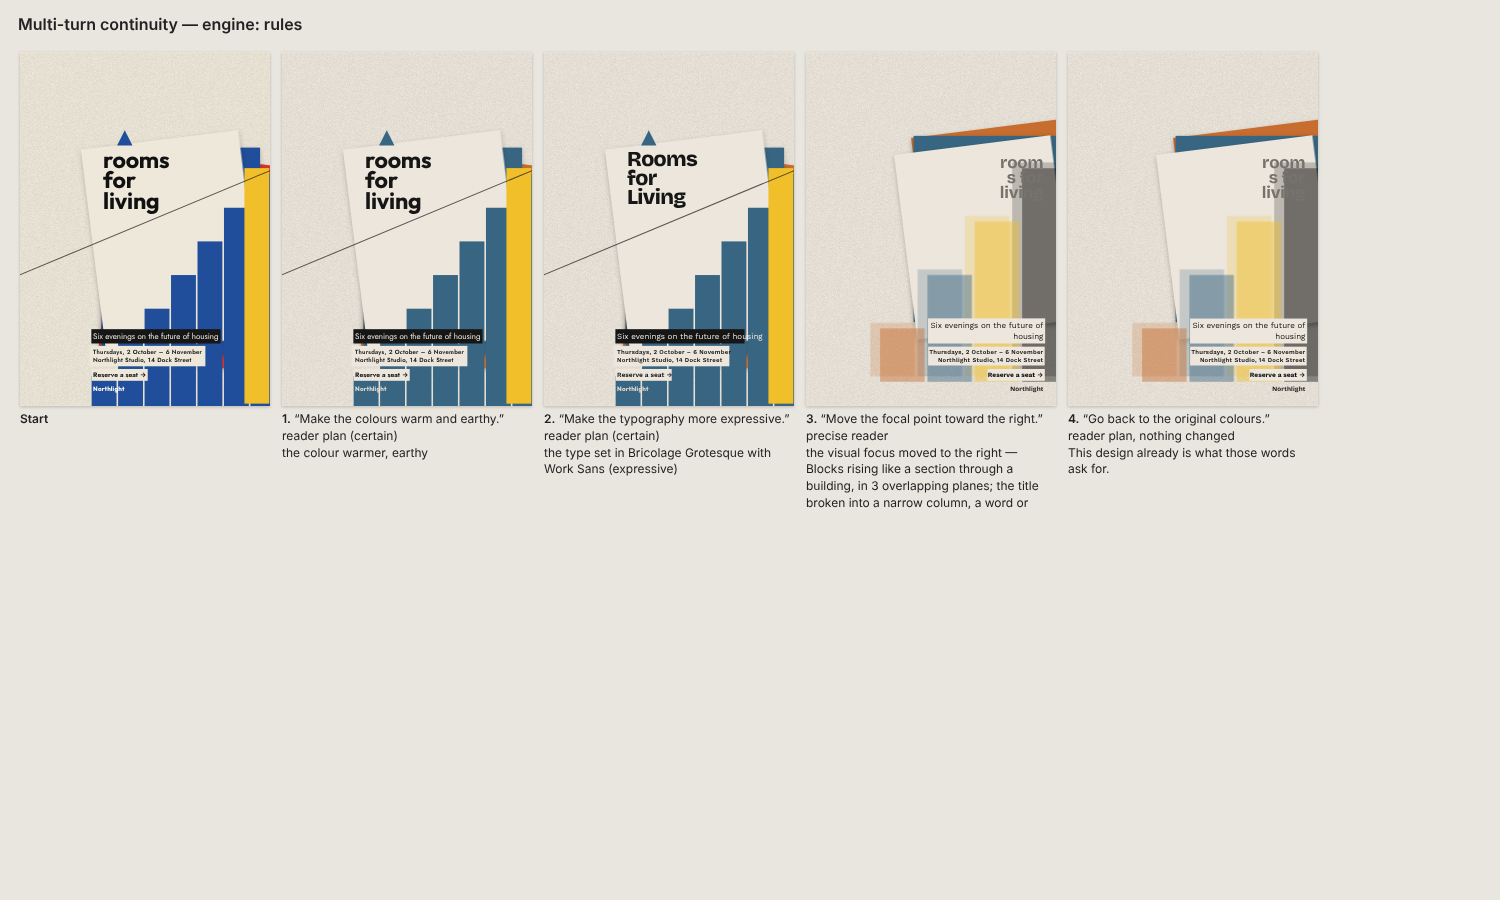 Multi-turn continuity — engine: rules
rooms
for
living
Six evenings on the future of housing
Thursdays, 2 October – 6 November
Northlight Studio, 14 Dock Street
Reserve a seat →
Northlight
Start
rooms
for
living
Six evenings on the future of housing
Thursdays, 2 October – 6 November
Northlight Studio, 14 Dock Street
Reserve a seat →
Northlight
1. “Make the colours warm and earthy.”
reader plan (certain)
the colour warmer, earthy
Rooms
for
Living
Six evenings on the future of housing
Thursdays, 2 October – 6 November
Northlight Studio, 14 Dock Street
Reserve a seat →
Northlight
2. “Make the typography more expressive.”
reader plan (certain)
the type set in Bricolage Grotesque with
Work Sans (expressive)
room
s for
living
Six evenings on the future of
housing
Thursdays, 2 October – 6 November
Northlight Studio, 14 Dock Street
Reserve a seat →
Northlight
3. “Move the focal point toward the right.”
precise reader
the visual focus moved to the right —
Blocks rising like a section through a
building, in 3 overlapping planes; the title
broken into a narrow column, a word or
room
s for
living
Six evenings on the future of
housing
Thursdays, 2 October – 6 November
Northlight Studio, 14 Dock Street
Reserve a seat →
Northlight
4. “Go back to the original colours.”
reader plan, nothing changed
This design already is what those words
ask for.